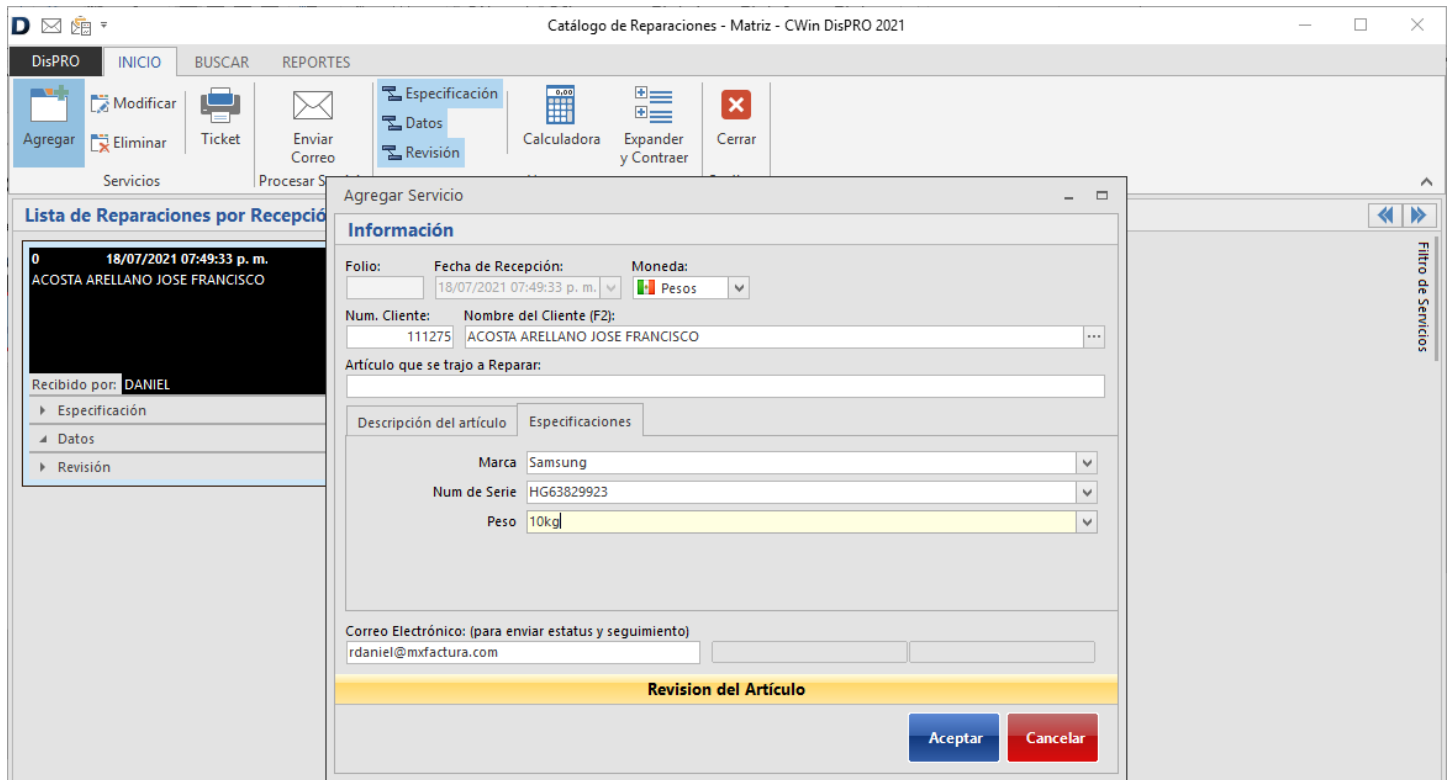 D
Catálogo de Reparaciones - Matriz - CWin DisPRO 2021
DisPRO INICIO BUSCAR REPORTES
Agregar
Modificar
Eliminar
Ticket
Servicios
Enviar
Correo
Procesar
Especificación
Datos
Revisión
Calculadora
Expander
y Contraer
Cerrar
Lista de Reparaciones por Recepció
0 18/07/2021 07:49:33 p. m.
ACOSTA ARELLANO JOSE FRANCISCO
Recibido por: DANIEL
Especificación
Datos
Revisión
Agregar Servicio
Información
Folio: Fecha de Recepción: Moneda:
18/07/2021 07:49:33 p. m. Pesos
Num. Cliente: Nombre del Cliente (F2):
111275 ACOSTA ARELLANO JOSE FRANCISCO ...
Artículo que se trajo a Reparar:
Descripción del artículo Especificaciones
Marca Samsung
Num de Serie HG63829923
Peso 10kg
Correo Electrónico: (para enviar estatus y seguimiento)
rdaniel@mxfactura.com
Revision del Artículo
Aceptar Cancelar
Filtro de Servicios